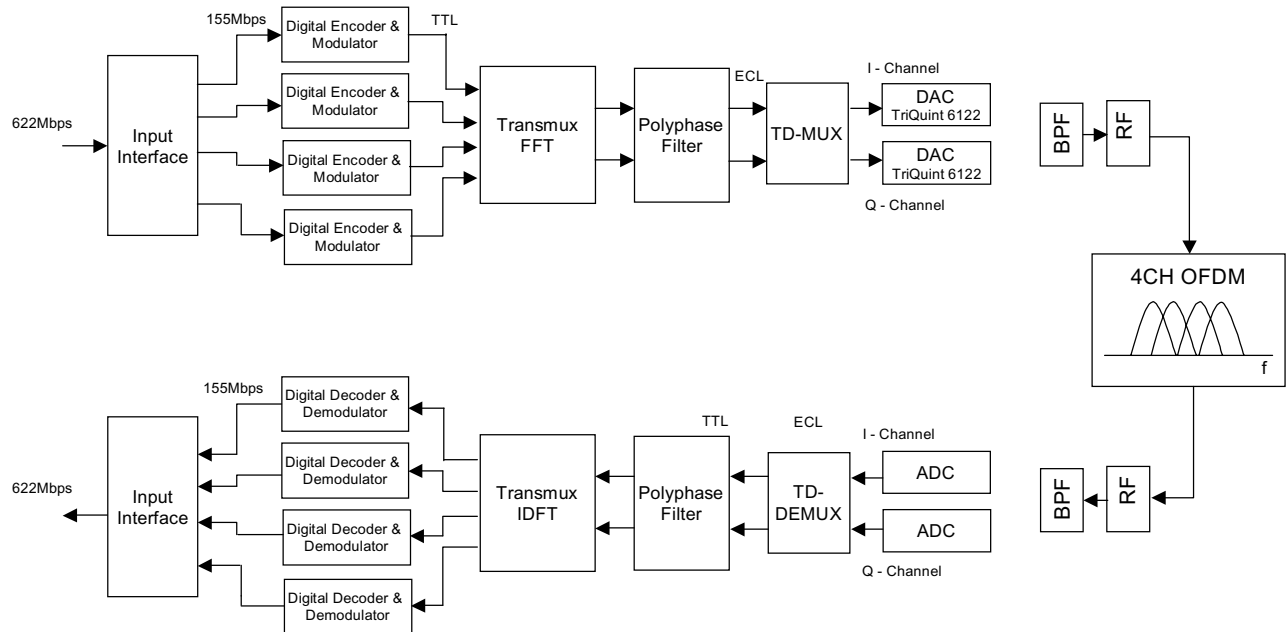 155Mbps
Digital Encoder &
Modulator
TTL
Digital Encoder &
Modulator
Digital Encoder &
Modulator
Digital Encoder &
Modulator
622Mbps
Input
Interface
Transmux
FFT
Polyphase
Filter
ECL
TD-MUX
I - Channel
DAC
TriQuint 6122
DAC
TriQuint 6122
Q - Channel
BPF
RF
4CH OFDM
f
155Mbps
Digital Decoder &
Demodulator
Digital Decoder &
Demodulator
Digital Decoder &
Demodulator
Digital Decoder &
Demodulator
622Mbps
Input
Interface
Transmux
IDFT
TTL
Polyphase
Filter
ECL
TD-
DEMUX
I - Channel
ADC
ADC
Q - Channel
BPF
RF